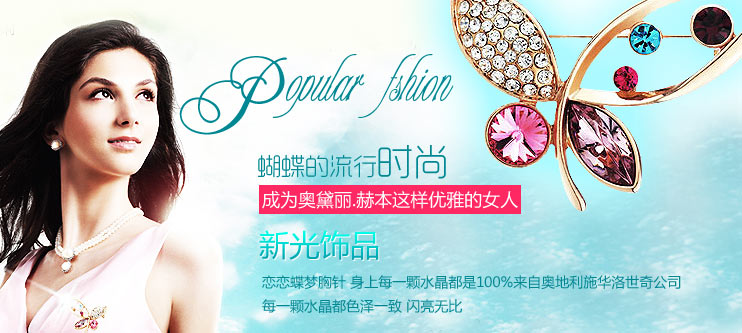 Popular fshion
蝴蝶的流行时尚
成为奥黛丽.赫本这样优雅的女人
新光饰品
恋恋蝶梦胸针 身上每一颗水晶都是100%来自奥地利施华洛世奇公司
每一颗水晶都色泽一致 闪亮无比